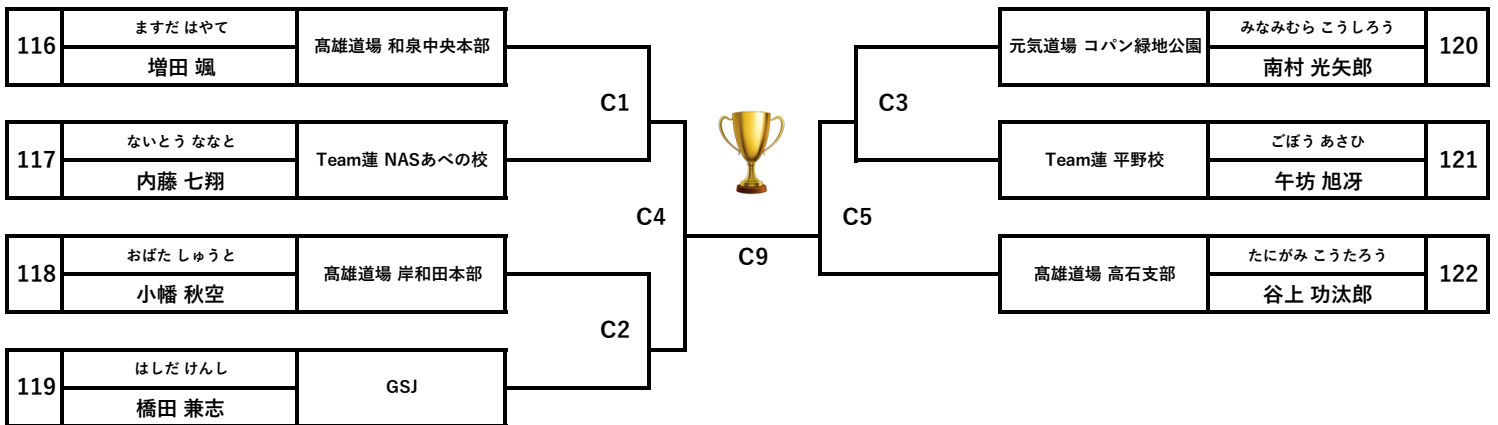 116
ますだ はやて
増田 颯
髙雄道場 和泉中央本部
117
ないとう ななと
内藤 七翔
Team蓮 NASあべの校
118
おばた しゅうと
小幡 秋空
髙雄道場 岸和田本部
119
はしだ けんし
橋田 兼志
GSJ
C1
C2
C4
C9
C3
C5
元気道場 コパン緑地公園
みなみむら こうしろう
南村 光矢郎
120
Team蓮 平野校
ごぼう あさひ
午坊 旭冴
121
髙雄道場 高石支部
たにがみ こうたろう
谷上 功汰郎
122